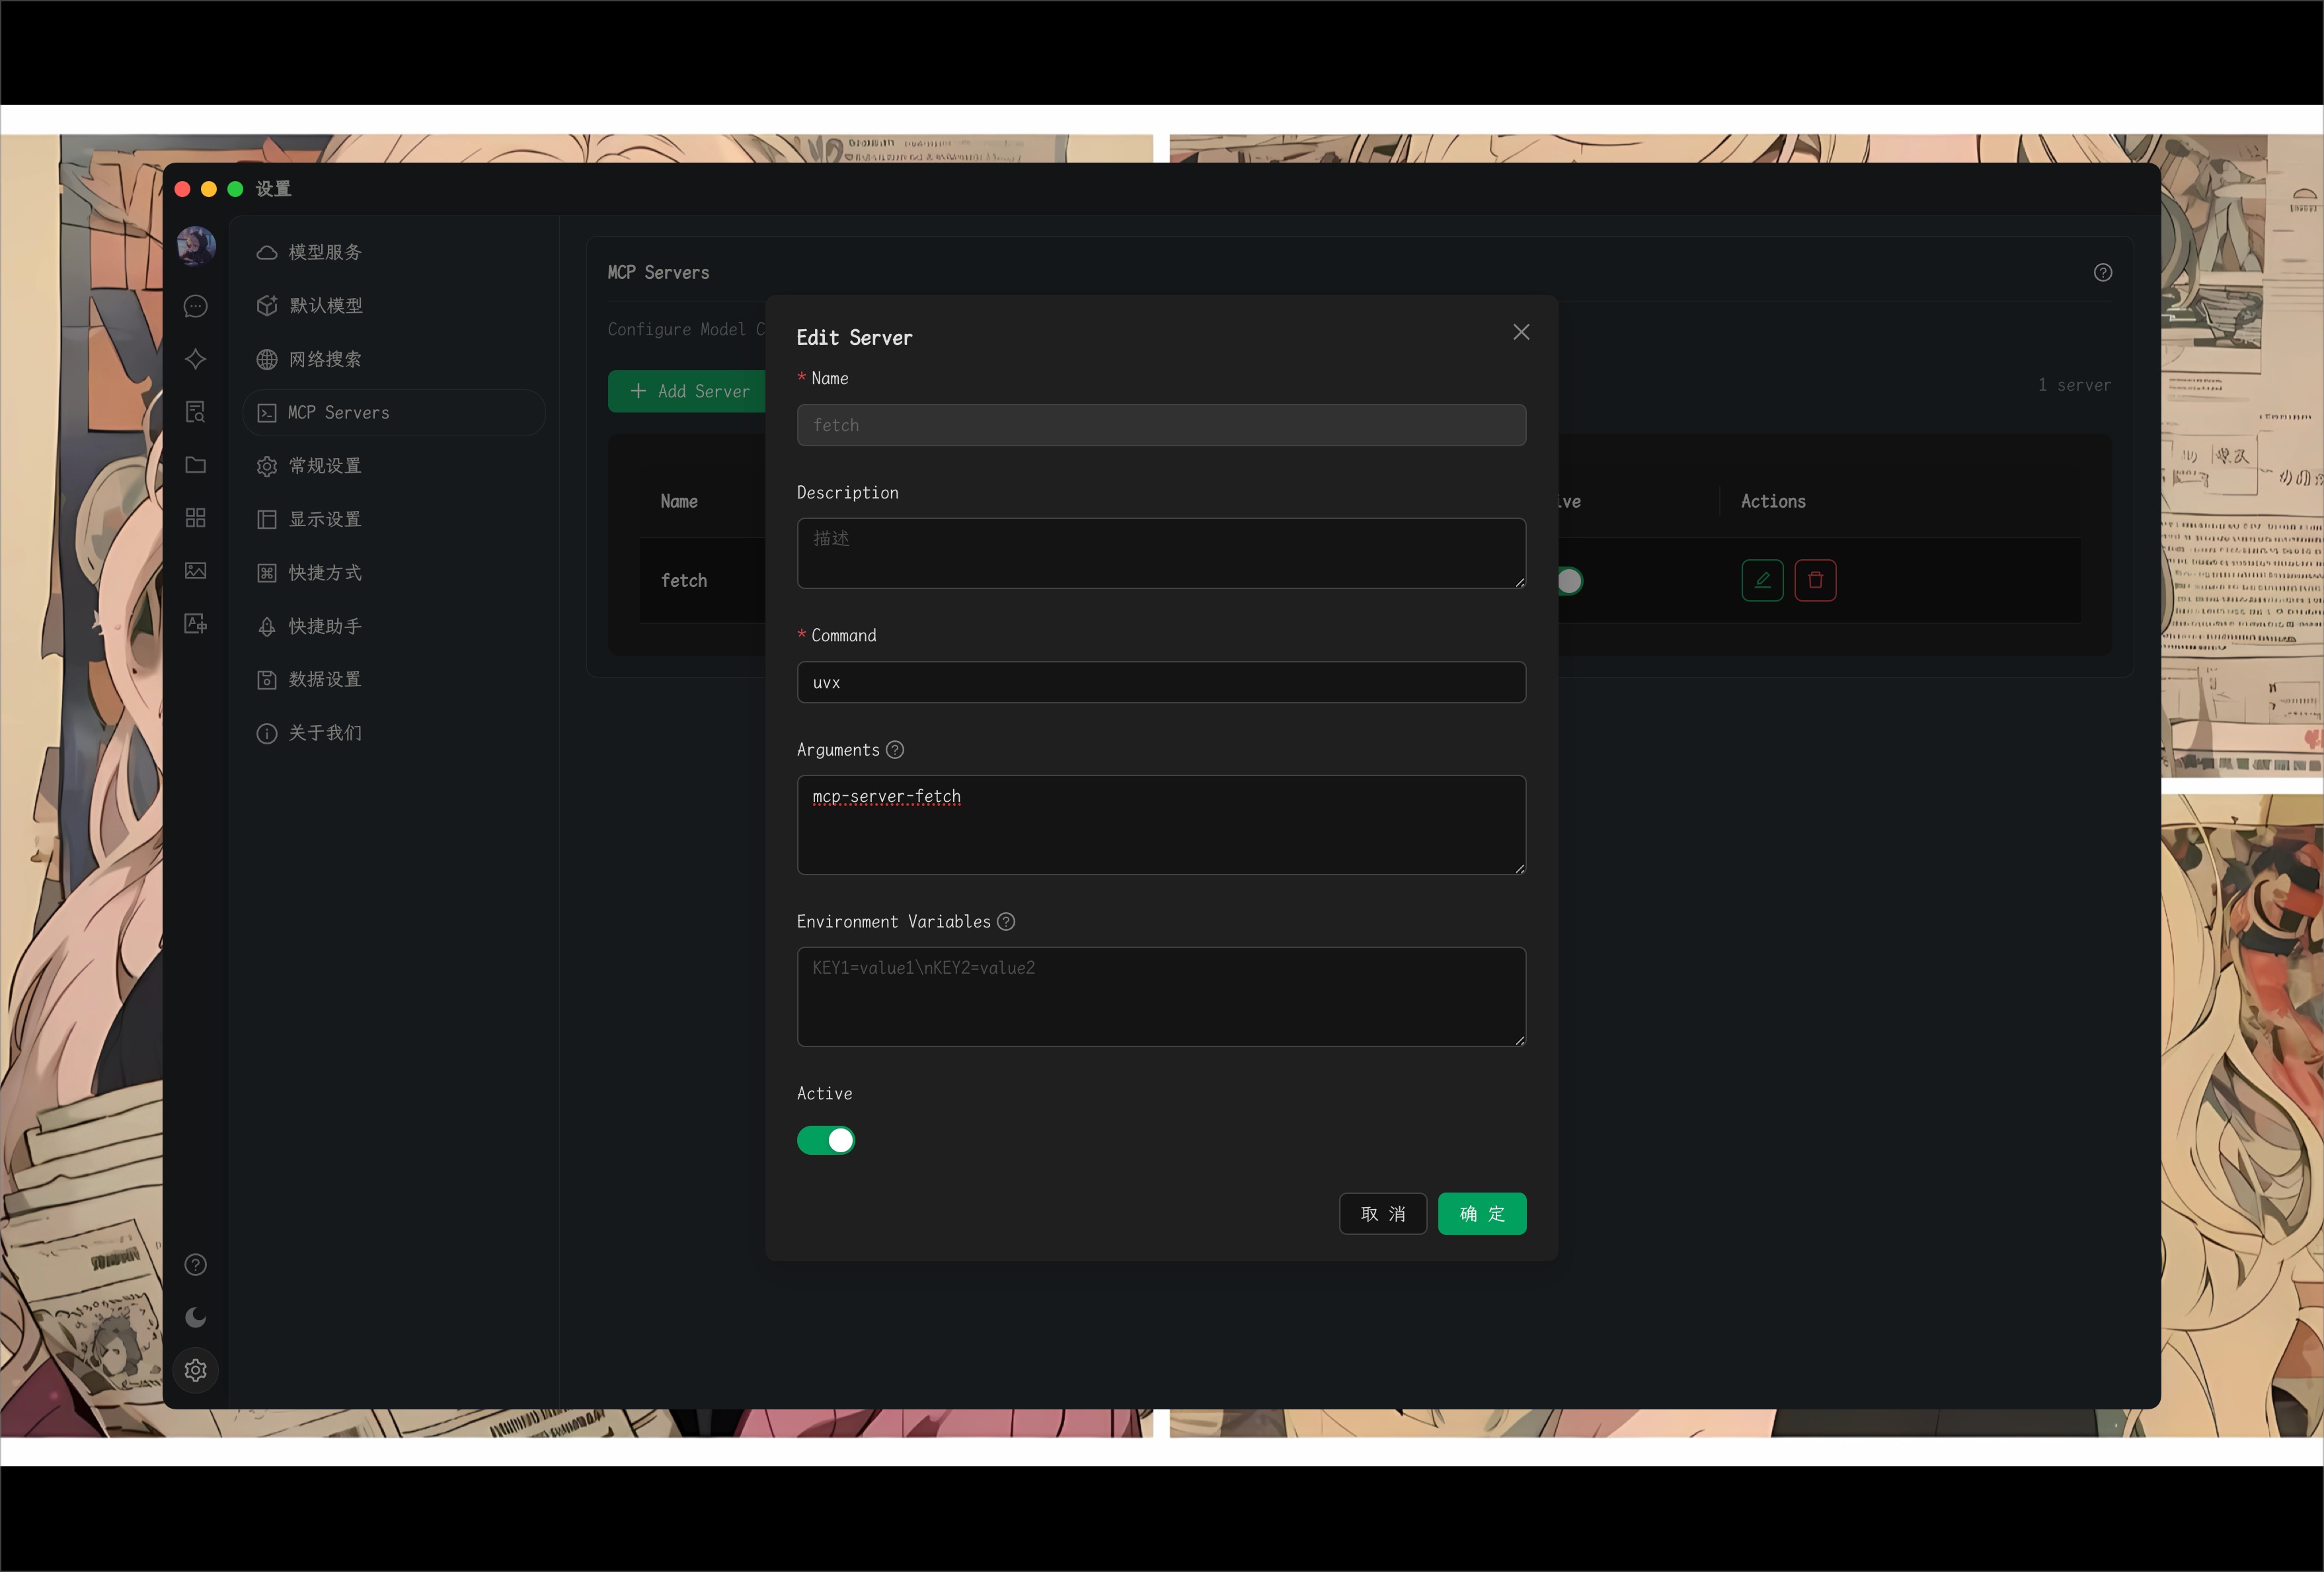 设置
模型服务
默认模型
网络搜索
MCP Servers
常规设置
显示设置
快捷方式
快捷助手
数据设置
关于我们
MCP Servers
Configure Model C
+ Add Server
1 server
Name
ive
Actions
fetch
Edit Server
* Name
fetch
Description
描述
* Command
uvx
Arguments
mcp-server-fetch
Environment Variables
KEY1=value1\nKEY2=value2
Active
取 消
确 定